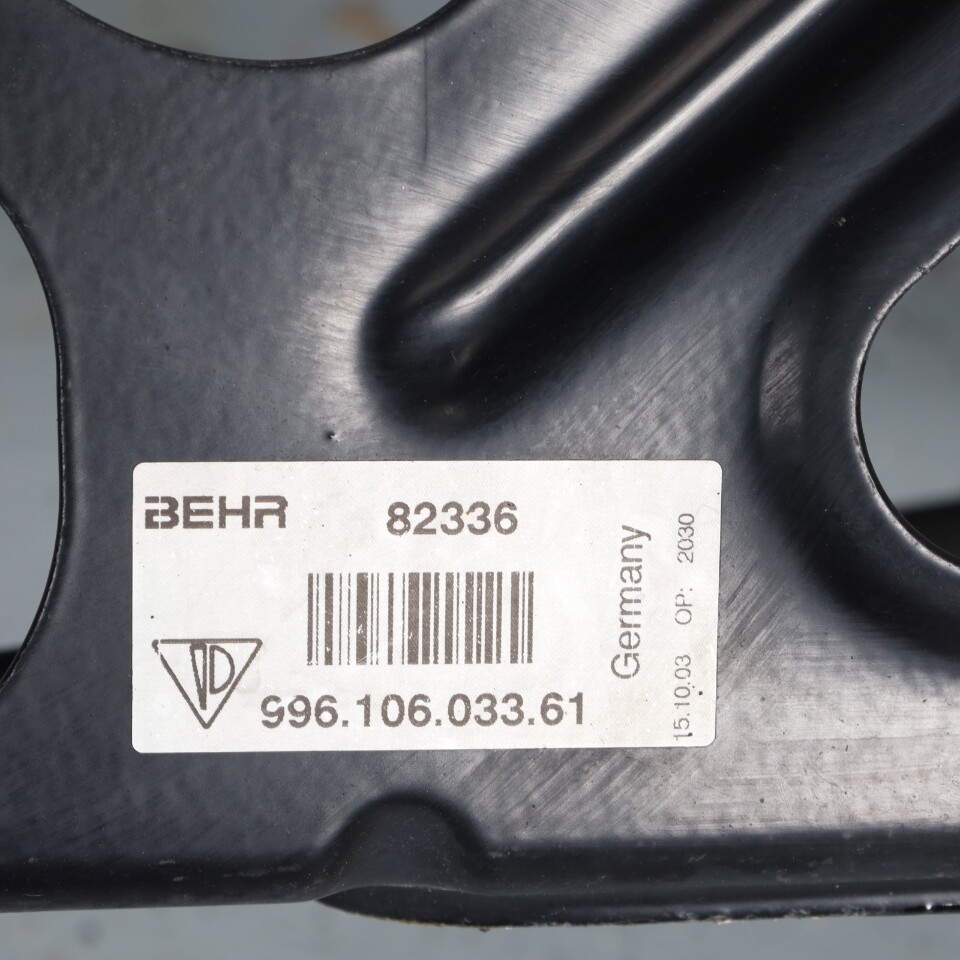 BEHR 82336
996.106.033.61
Germany
15.10.03 OP: 2030